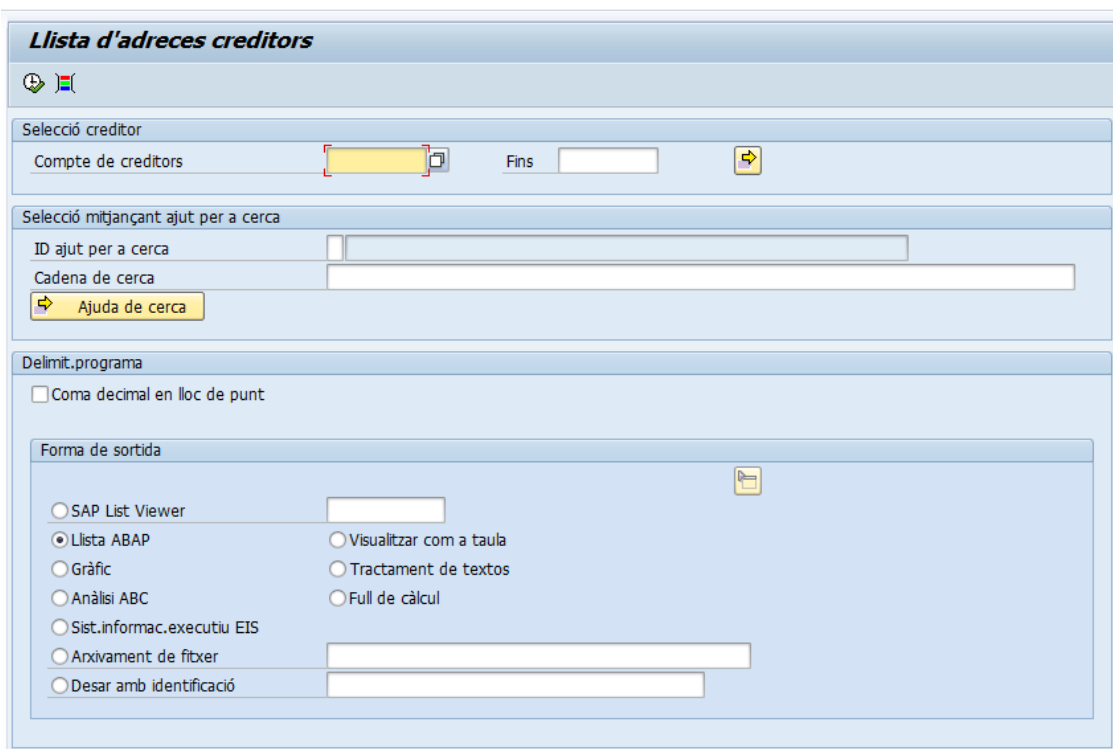 Llista d'adreces creditors
Selecció creditor
Compte de creditors Fins
Selecció mitjançant ajut per a cerca
ID ajut per a cerca
Cadena de cerca
Ajuda de cerca
Delimit.programa
Coma decimal en lloc de punt
Forma de sortida
SAP List Viewer
Llista ABAP Visualitzar com a taula
Gràfic Tractament de textos
Anàlisi ABC Full de càlcul
Sist.informac.executiu EIS
Arxivament de fitxer
Desar amb identificació